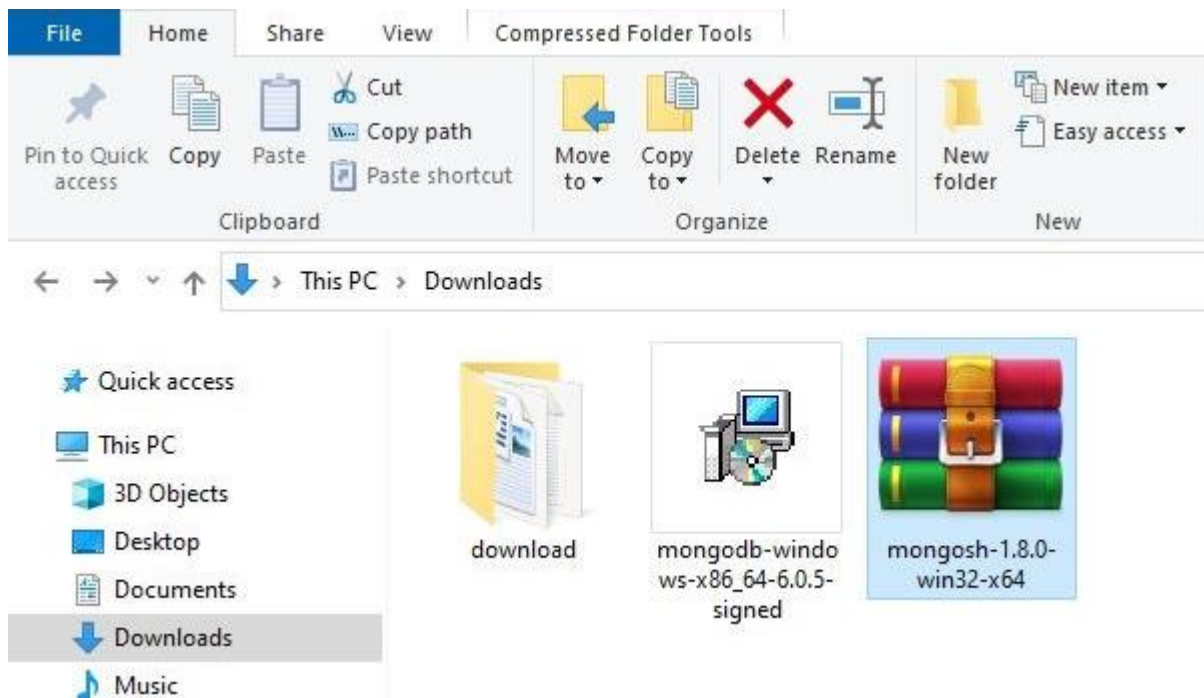 File Home Share View Compressed Folder Tools
Pin to Quick
access
Copy
Paste
Cut
Copy path
Paste shortcut
Clipboard
Move
to
Copy
to
Delete
Rename
Organize
New
folder
New item
Easy access
New
This PC > Downloads
Quick access
This PC
3D Objects
Desktop
Documents
Downloads
Music
download
mongodb-windo
ws-x86_64-6.0.5-
signed
mongosh-1.8.0-
win32-x64